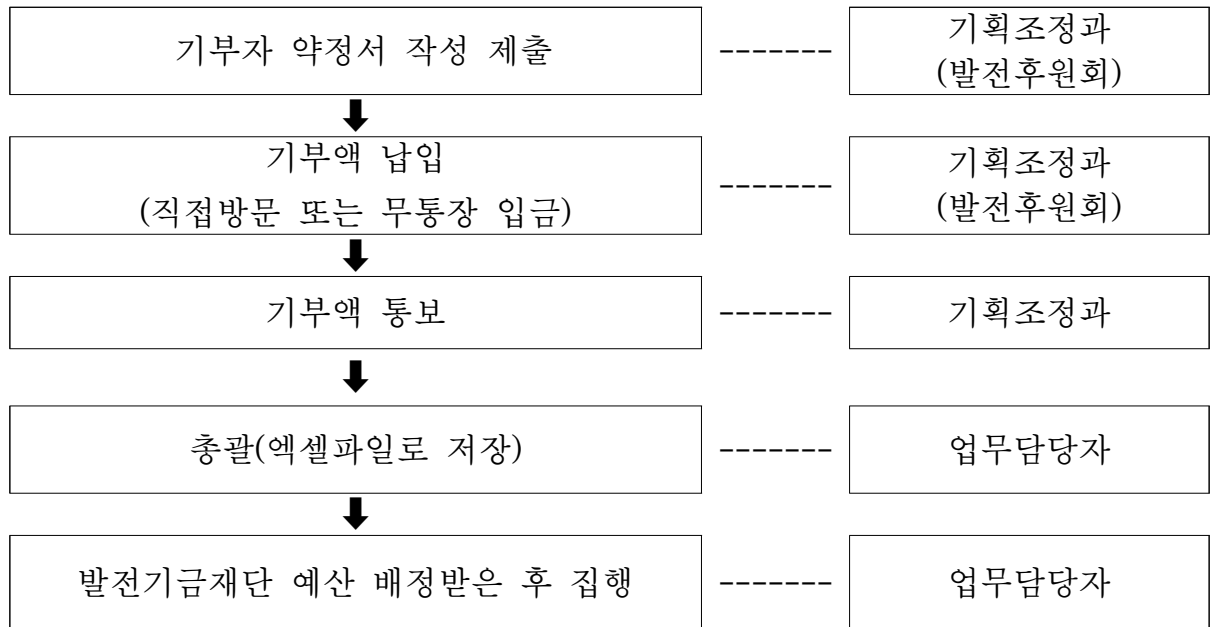 기부자 약정서 작성 제출
기획조정과
(발전후원회)
기부액 납입
(직접방문 또는 무통장 입금)
기획조정과
(발전후원회)
기부액 통보
기획조정과
총괄(엑셀파일로 저장)
업무담당자
발전기금재단 예산 배정받은 후 집행
업무담당자